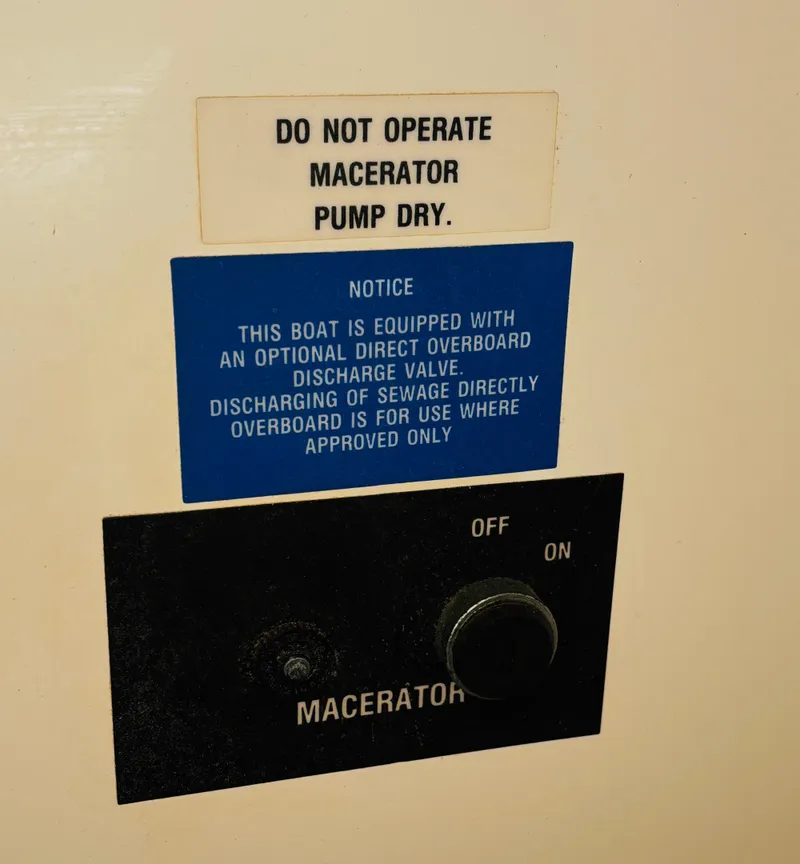 DO NOT OPERATE
MACERATOR
PUMP DRY.
NOTICE
THIS BOAT IS EQUIPPED WITH
AN OPTIONAL DIRECT OVERBOARD
DISCHARGE VALVE.
DISCHARGING OF SEWAGE DIRECTLY
OVERBOARD IS FOR USE WHERE
APPROVED ONLY
OFF
ON
MACERATOR